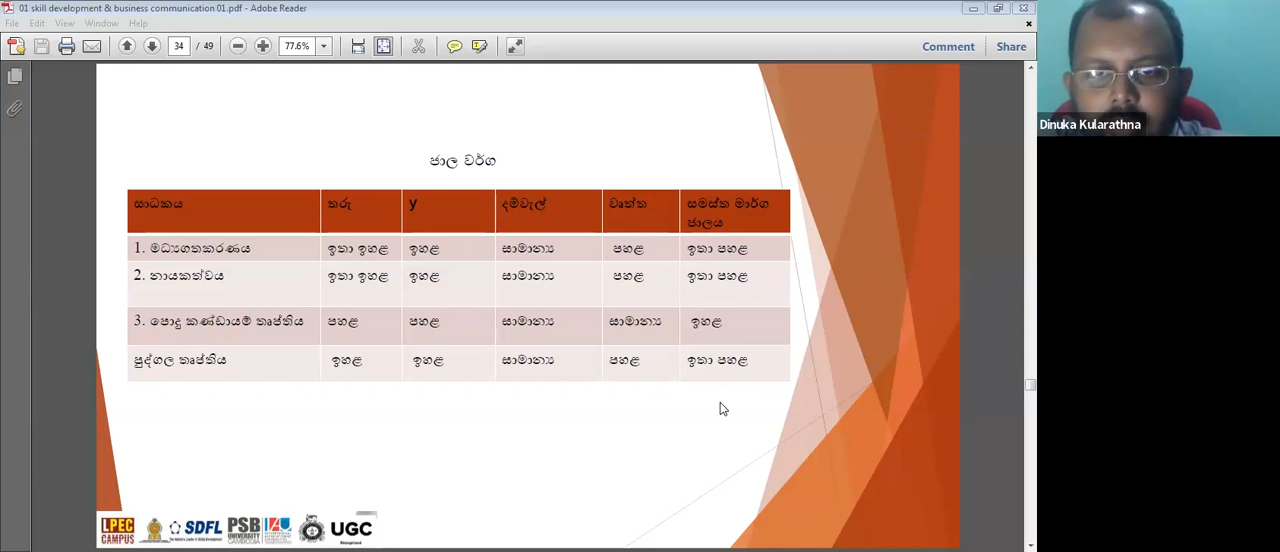 01 skill development & business communication 01.pdf - Adobe Reader
File Edit View Window Help
34 / 49 77.6% Comment Share
Dinuka Kularathna
ජාල වර්ග
සාධකය තරු y දම්වැල් වෘත්ත සමස්ත මාර්ග
ජාලය
1. මධ්‍යගතකරණය ඉතා ඉහළ ඉහළ සාමාන්‍ය පහළ ඉතා පහළ
2. නායකත්වය ඉතා ඉහළ ඉහළ සාමාන්‍ය පහළ ඉතා පහළ
3. පොදු කණ්ඩායම් තෘප්තිය පහළ පහළ සාමාන්‍ය සාමාන්‍ය ඉහළ
පුද්ගල තෘප්තිය ඉහළ ඉහළ සාමාන්‍ය පහළ ඉතා පහළ
LPEC CAMPUS SDFL PSB UNIVERSITY CAMBODIA UGC